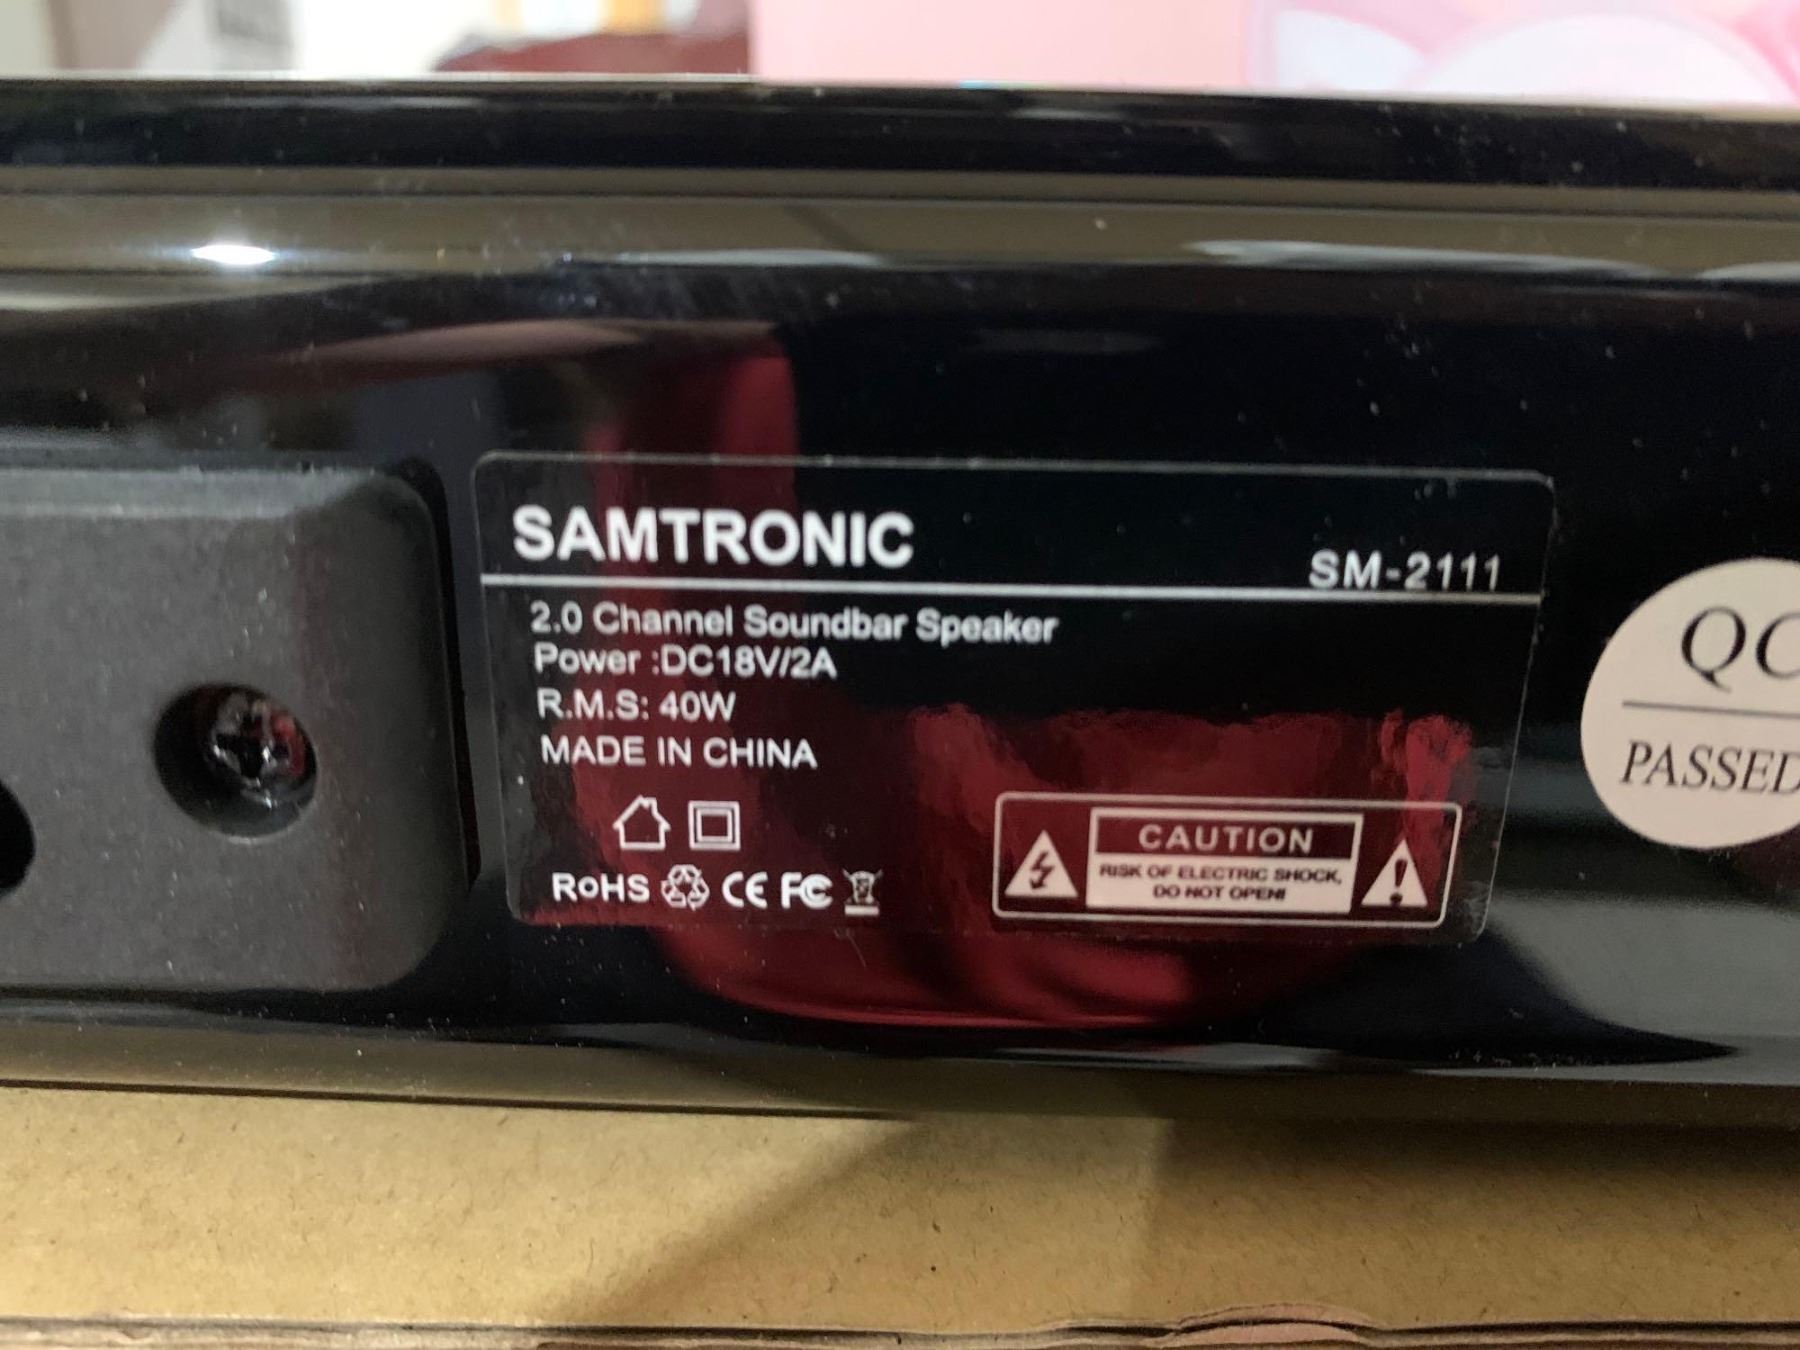 SAMTRONIC
SM-2111
2.0 Channel Soundbar Speaker
Power :DC18V/2A
R.M.S: 40W
MADE IN CHINA
RoHS CE FC
CAUTION
RISK OF ELECTRIC SHOCK,
DO NOT OPEN!
QC
PASSED